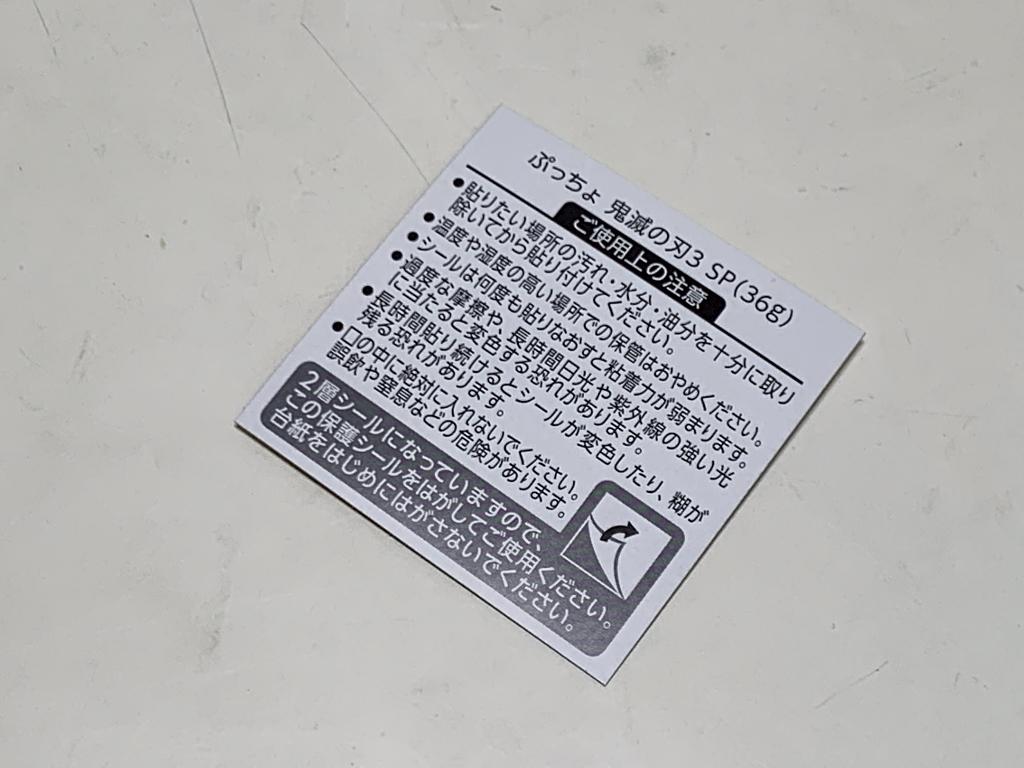 ぷっちょ 鬼滅の刃3 SP(36g)
ご使用上の注意
●貼りたい場所の汚れ・水分・油分を十分に取り
除いてから貼り付けてください。
●温度や湿度の高い場所での保管はおやめください。
●シールは何度も貼りなおすと粘着力が弱まります。
●過度な摩擦や、長時間日光や紫外線の強い光
に当たると変色する恐れがあります。
●長時間貼り続けるとシールが変色したり、糊が
残る恐れがあります。
●口の中に絶対に入れないでください。
誤飲や窒息などの危険があります。
2層シールになっていますので、
この保護シールをはがしてご使用ください。
台紙をはじめにはがさないでください。